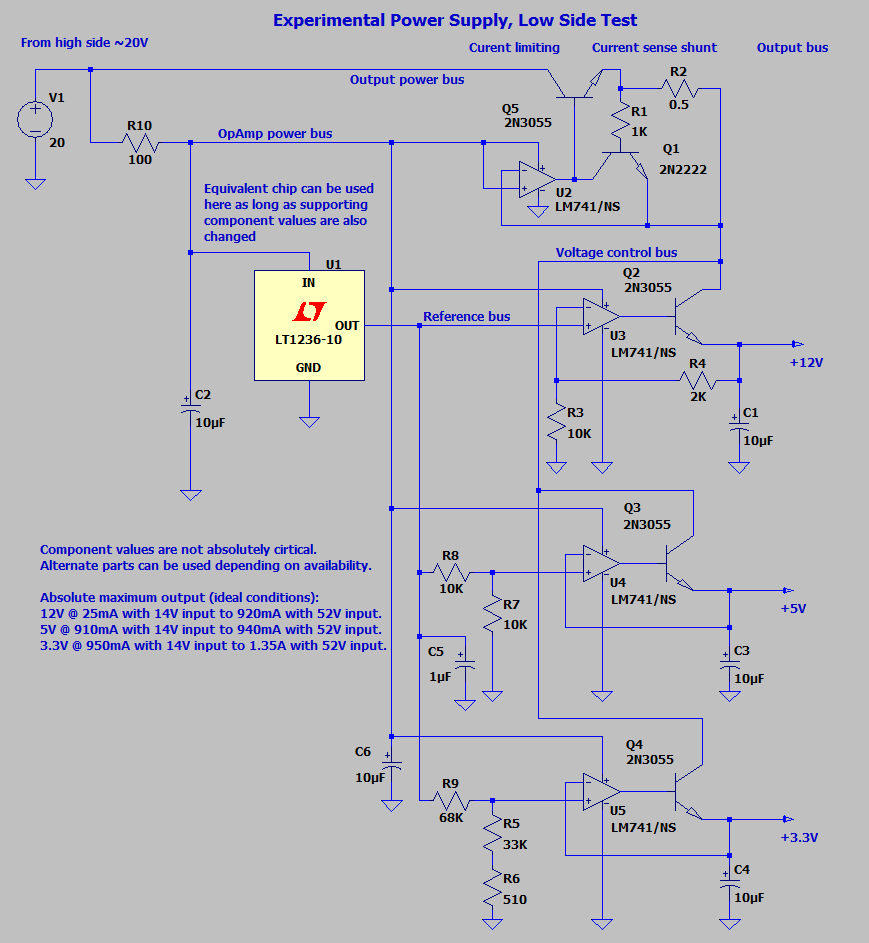 Experimental Power Supply, Low Side Test
From high side ~20V
Curent limiting
Current sense shunt
Output bus
Output power bus
R2
0.5
V1
20
R10
100
OpAmp power bus
Q5
2N3055
R1
1K
Q1
2N2222
U2
LM741/NS
Equivalent chip can be used
here as long as supporting
component values are also
changed
Voltage control bus
U1
IN
OUT
LT1236-10
GND
Reference bus
Q2
2N3055
U3
LM741/NS
+12V
R4
2K
C2
10µF
R3
10K
C1
10µF
Q3
2N3055
Component values are not absolutely cirtical.
Alternate parts can be used depending on availability.
Absolute maximum output (ideal conditions):
12V @ 25mA with 14V input to 920mA with 52V input.
5V @ 910mA with 14V input to 940mA with 52V input.
3.3V @ 950mA with 14V input to 1.35A with 52V input.
R8
10K
R7
10K
U4
LM741/NS
+5V
C5
1µF
C3
10µF
C6
10µF
Q4
2N3055
R9
68K
R5
33K
R6
510
U5
LM741/NS
+3.3V
C4
10µF